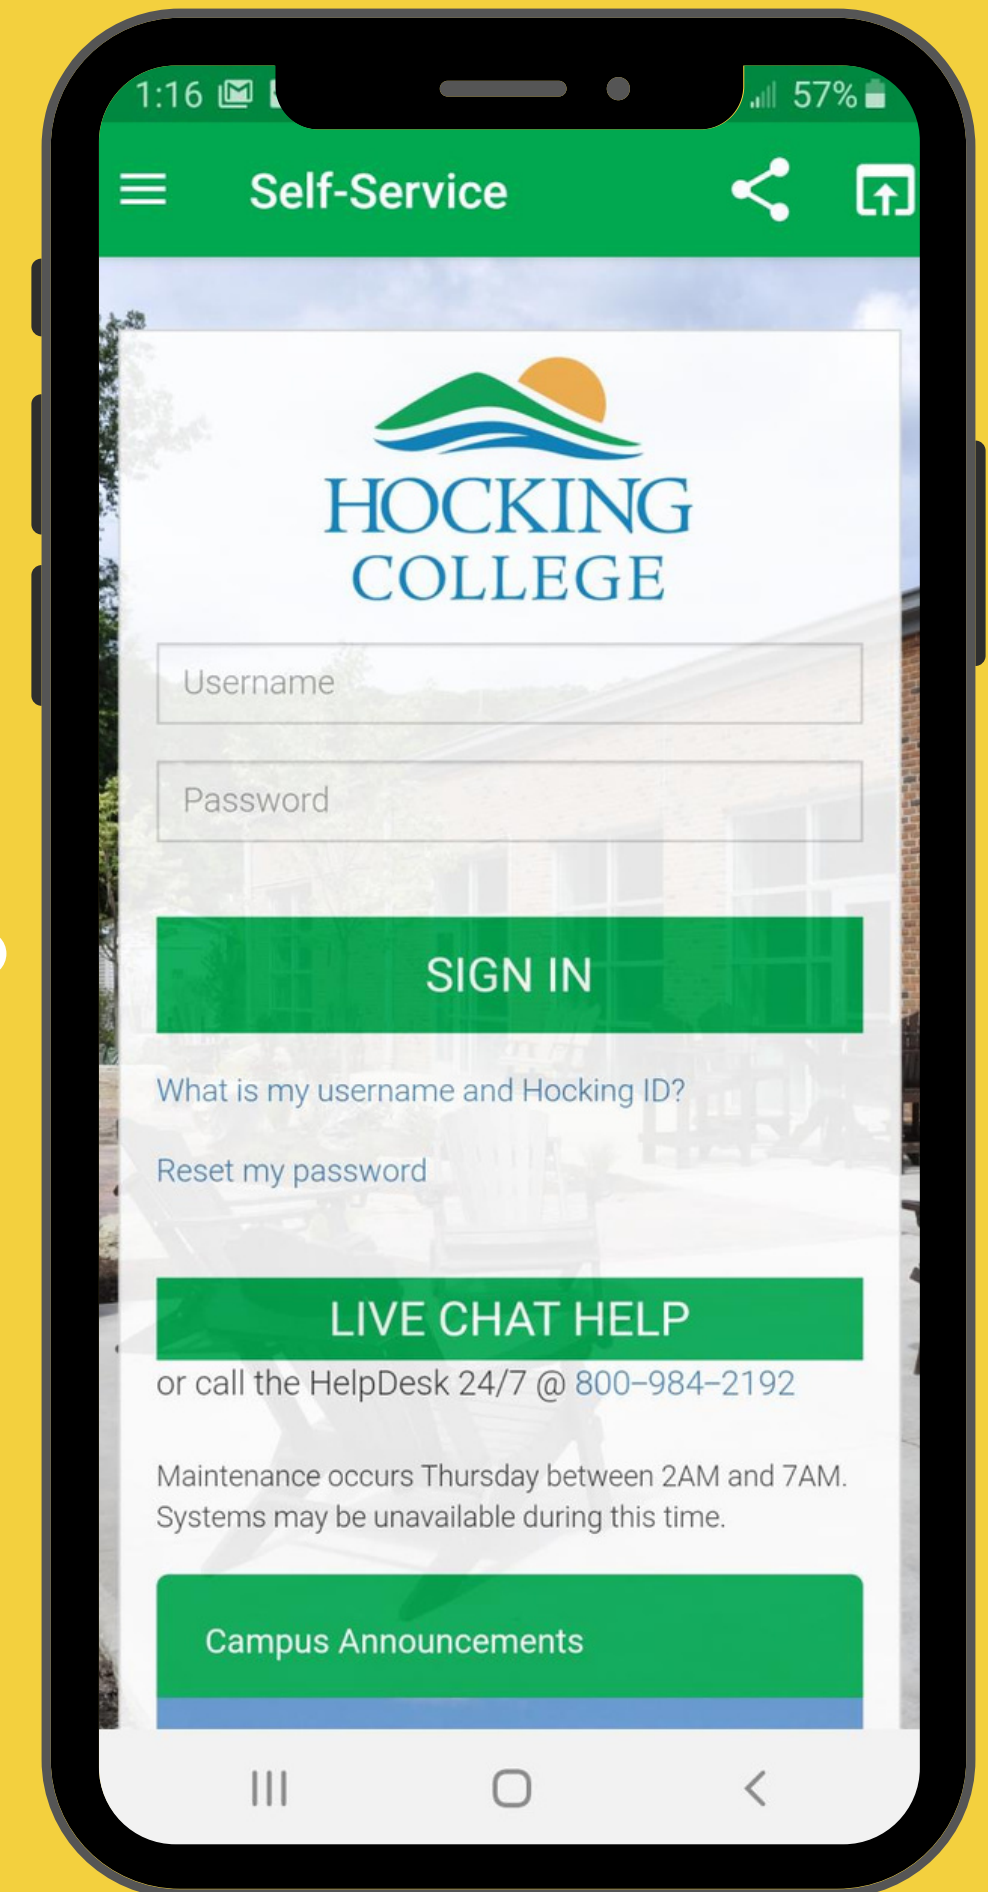 1:16 57%
Self-Service
HOCKING
COLLEGE
Username
Password
SIGN IN
What is my username and Hocking ID?
Reset my password
LIVE CHAT HELP
or call the HelpDesk 24/7 @ 800–984–2192
Maintenance occurs Thursday between 2AM and 7AM.
Systems may be unavailable during this time.
Campus Announcements